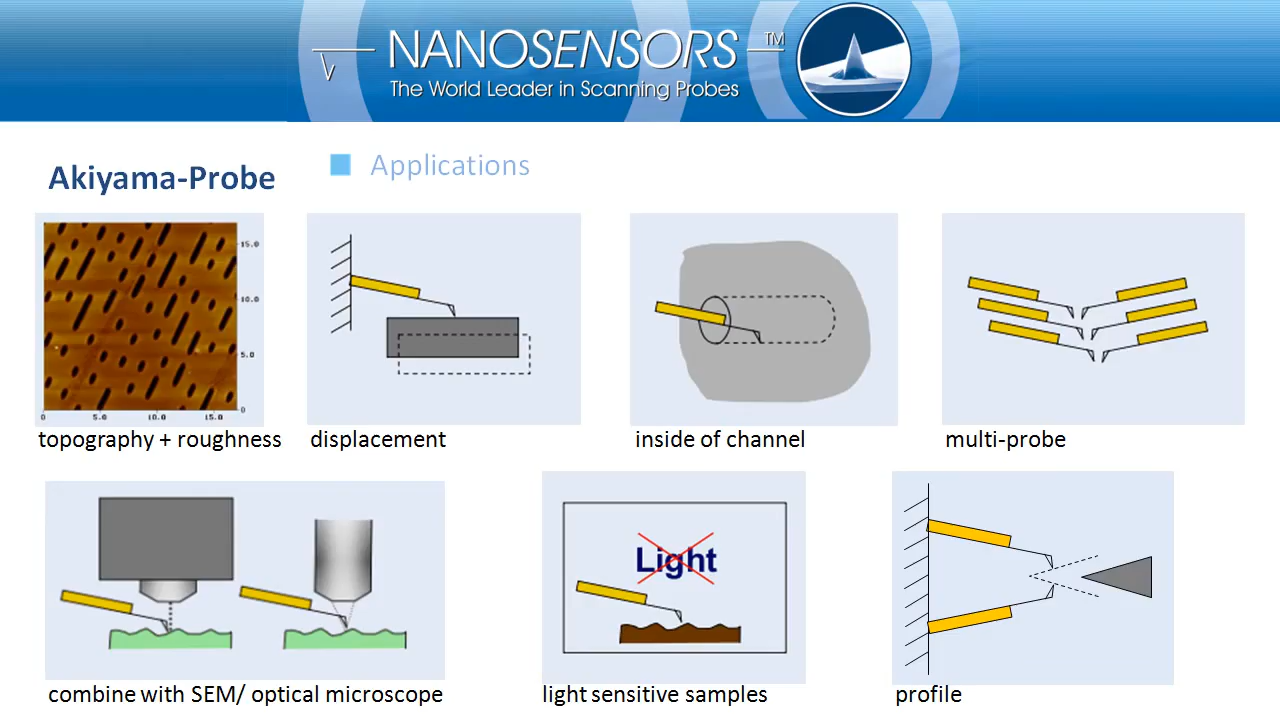 NANOSENSORS™
The World Leader in Scanning Probes
Akiyama-Probe
Applications
15.0
10.0
5.0
0
0 5.0 10.0 15.0
topography + roughness
displacement
inside of channel
multi-probe
Light
combine with SEM/ optical microscope
light sensitive samples
profile